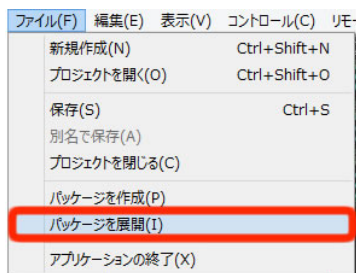 ファイル(F) 編集(E) 表示(V) コントロール(C) リモー
新規作成(N) Ctrl+Shift+N
プロジェクトを開く(O) Ctrl+Shift+O
保存(S) Ctrl+S
別名で保存(A)
プロジェクトを閉じる(C)
パッケージを作成(P)
パッケージを展開(I)
アプリケーションの終了(X)